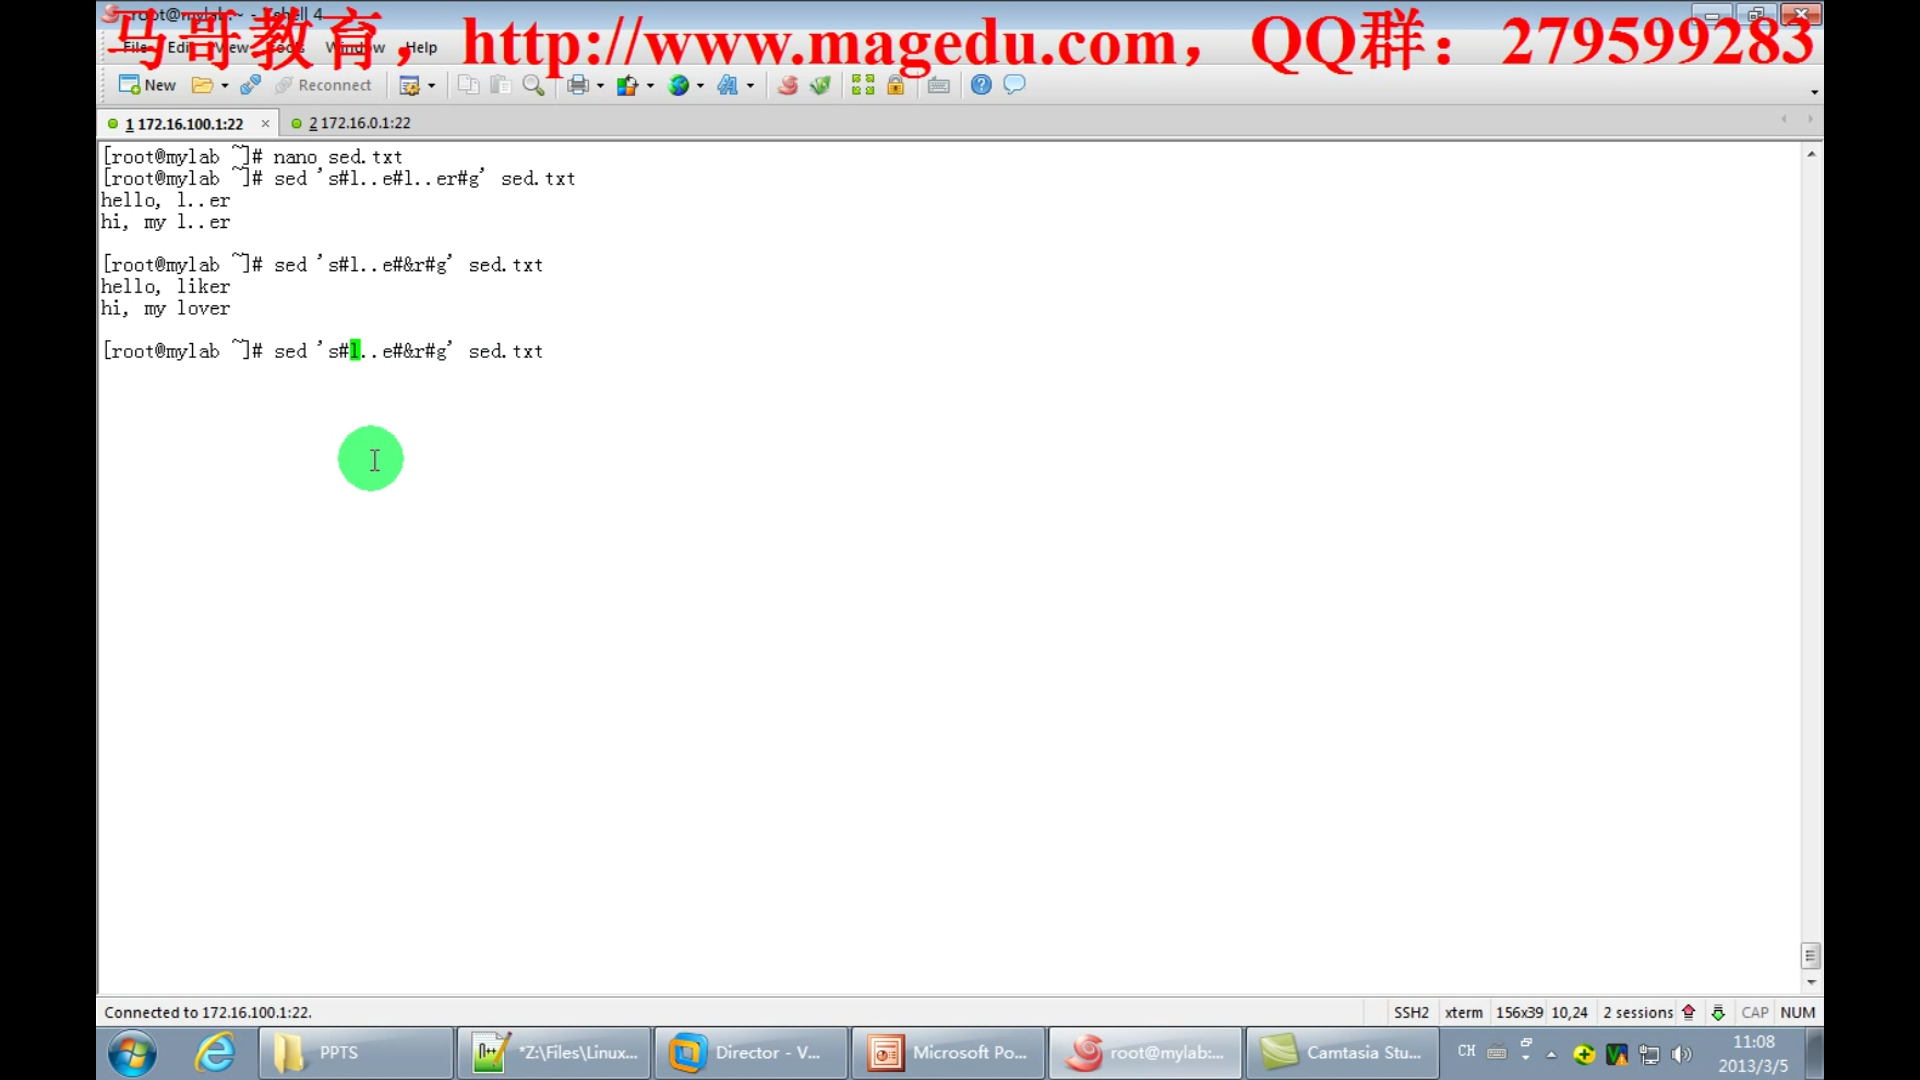 root@mylab:~ - Xshell 4
马哥教育，http://www.magedu.com，QQ群：279599283
File Edit View Tools Window Help
New Reconnect
1 172.16.100.1:22 × 2 172.16.0.1:22
[root@mylab ~]# nano sed.txt
[root@mylab ~]# sed 's#l..e#l..er#g' sed.txt
hello, l..er
hi, my l..er
[root@mylab ~]# sed 's#l..e#&r#g' sed.txt
hello, liker
hi, my lover
[root@mylab ~]# sed 's#l..e#&r#g' sed.txt
Connected to 172.16.100.1:22. SSH2 xterm 156x39 10,24 2 sessions CAP NUM
PPTS *Z:\Files\Linux... Director - V... Microsoft Po... root@mylab:... Camtasia Stu... CH 11:08
2013/3/5